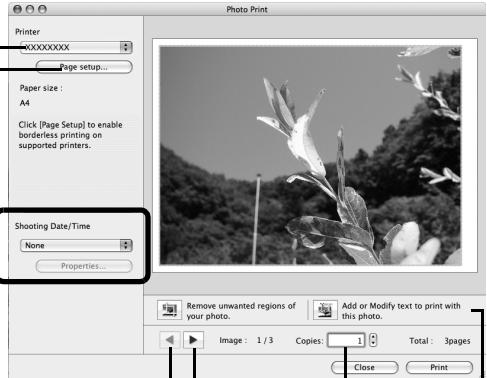 Photo Print
Printer
XXXXXXXX
Page setup...
Paper size :
A4
Click [Page Setup] to enable
borderless printing on
supported printers.
Shooting Date/Time
None
Properties...
Remove unwanted regions of
your photo.
Add or Modify text to print with
this photo.
Image : 1 / 3
Copies: 1
Total : 3pages
Close
Print